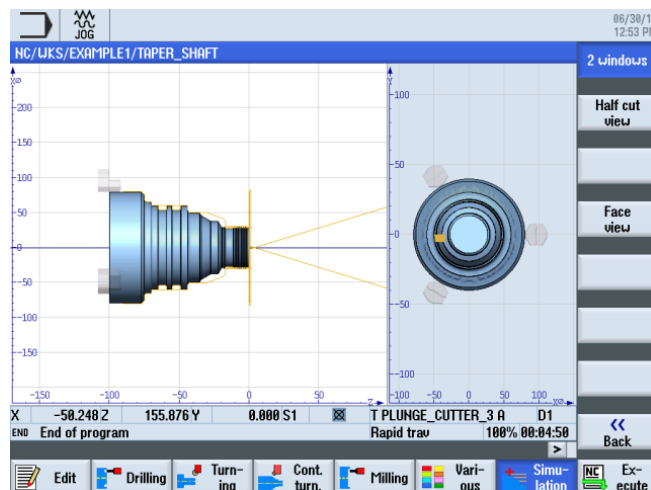 JOG
06/30/1
12:53 P
NC/WKS/EXAMPLE1/TAPER_SHAFT
2 windows
Half cut
view
Face
view
Back
X∅
200
150
100
50
0
-50
-100
-150
-150
-100
-50
0
50
Z
Y
100
50
0
-50
-100
-100
-50
0
50
100
X∅
X -50.248 Z 155.076 Y 0.000 S1 T PLUNGE_CUTTER_3 A D1
END End of program Rapid trav 100% 00:04:50
Edit
Drilling
Turn-
ing
Cont.
turn.
Milling
Vari-
ous
Simu-
lation
NC Ex-
ecute